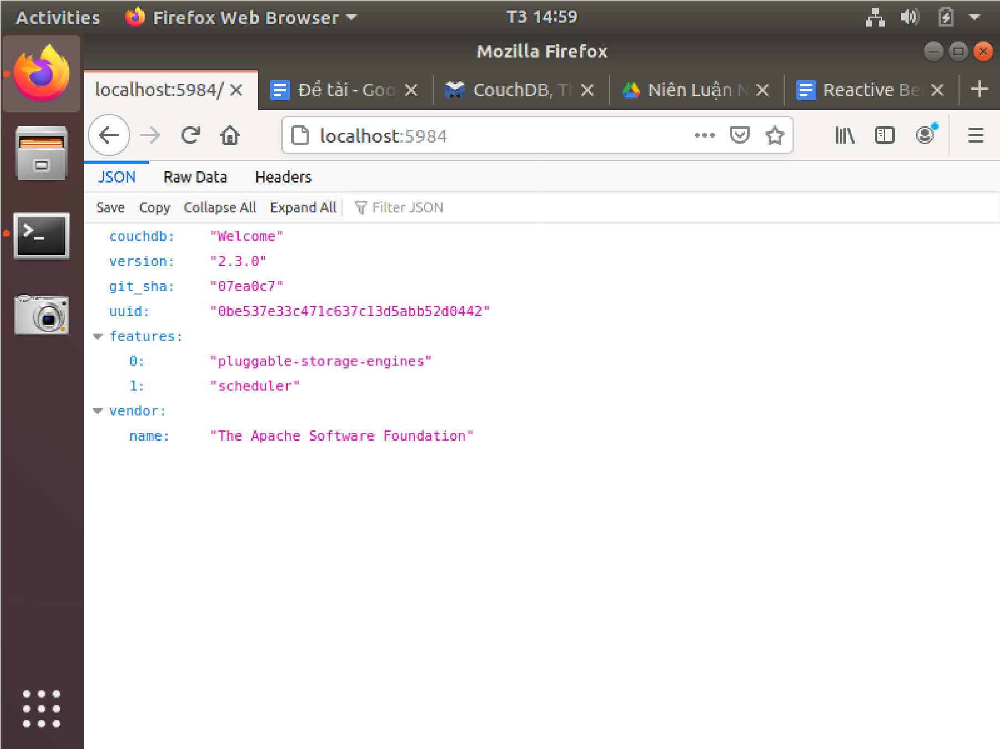 Activities Firefox Web Browser T3 14:59
Mozilla Firefox
localhost:5984/ Đề tài - Goo CouchDB, Th Niên Luận N Reactive Be
localhost:5984
JSON Raw Data Headers
Save Copy Collapse All Expand All Filter JSON
couchdb: "Welcome"
version: "2.3.0"
git_sha: "07ea0c7"
uuid: "0be537e33c471c637c13d5abb52d0442"
features:
0: "pluggable-storage-engines"
1: "scheduler"
vendor:
name: "The Apache Software Foundation"